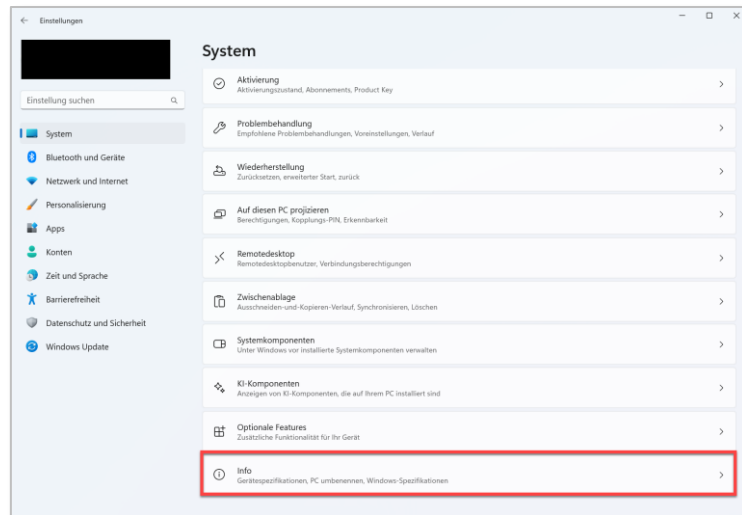 Einstellungen
System
Einstellung suchen
System
Bluetooth und Geräte
Netzwerk und Internet
Personalisierung
Apps
Konten
Zeit und Sprache
Barrierefreiheit
Datenschutz und Sicherheit
Windows Update
Aktivierung
Aktivierungszustand, Abonnements, Product Key
Problembehandlung
Empfohlene Problembehandlungen, Voreinstellungen, Verlauf
Wiederherstellung
Zurücksetzen, erweiterter Start, zurück
Auf diesen PC projizieren
Berechtigungen, Kopplungs-PIN, Erkennbarkeit
Remotedesktop
Remotedesktopbenutzer, Verbindungsberechtigungen
Zwischenablage
Ausschneiden-und-Kopieren-Verlauf, Synchronisieren, Löschen
Systemkomponenten
Unter Windows vor installierte Systemkomponenten verwalten
KI-Komponenten
Anzeigen von KI-Komponenten, die auf Ihrem PC installiert sind
Optionale Features
Zusätzliche Funktionalität für Ihr Gerät
Info
Gerätespezifikationen, PC umbenennen, Windows-Spezifikationen